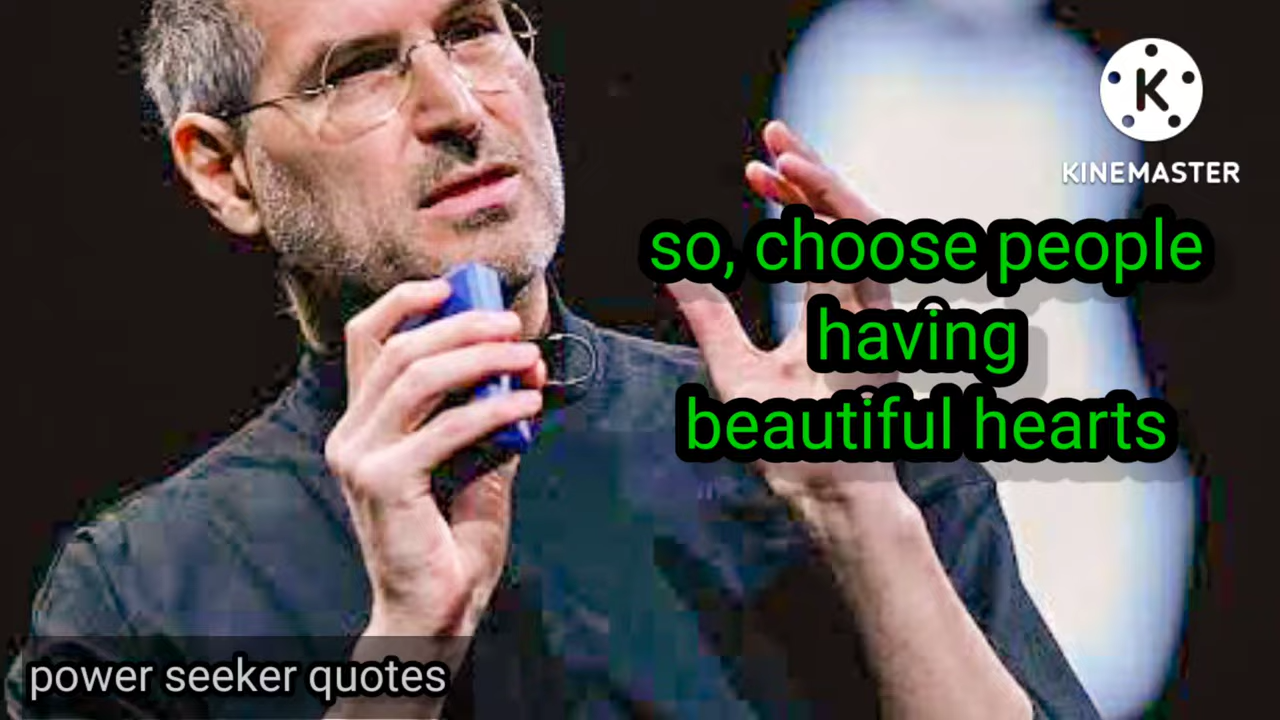 K
KINEMASTER
so, choose people
having
beautiful hearts
power seeker quotes